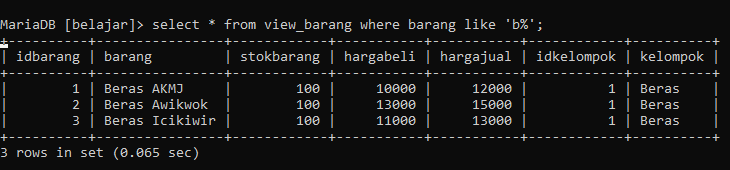 MariaDB [belajar]> select * from view_barang where barang like 'b%';
+----------+----------------+------------+-----------+-----------+------------+----------+
| idbarang | barang         | stokbarang | hargabeli | hargajual | idkelompok | kelompok |
+----------+----------------+------------+-----------+-----------+------------+----------+
|        1 | Beras AKMJ     |        100 |     10000 |     12000 |          1 | Beras    |
|        2 | Beras Awikwok  |        100 |     13000 |     15000 |          1 | Beras    |
|        3 | Beras Icikiwir |        100 |     11000 |     13000 |          1 | Beras    |
+----------+----------------+------------+-----------+-----------+------------+----------+
3 rows in set (0.065 sec)